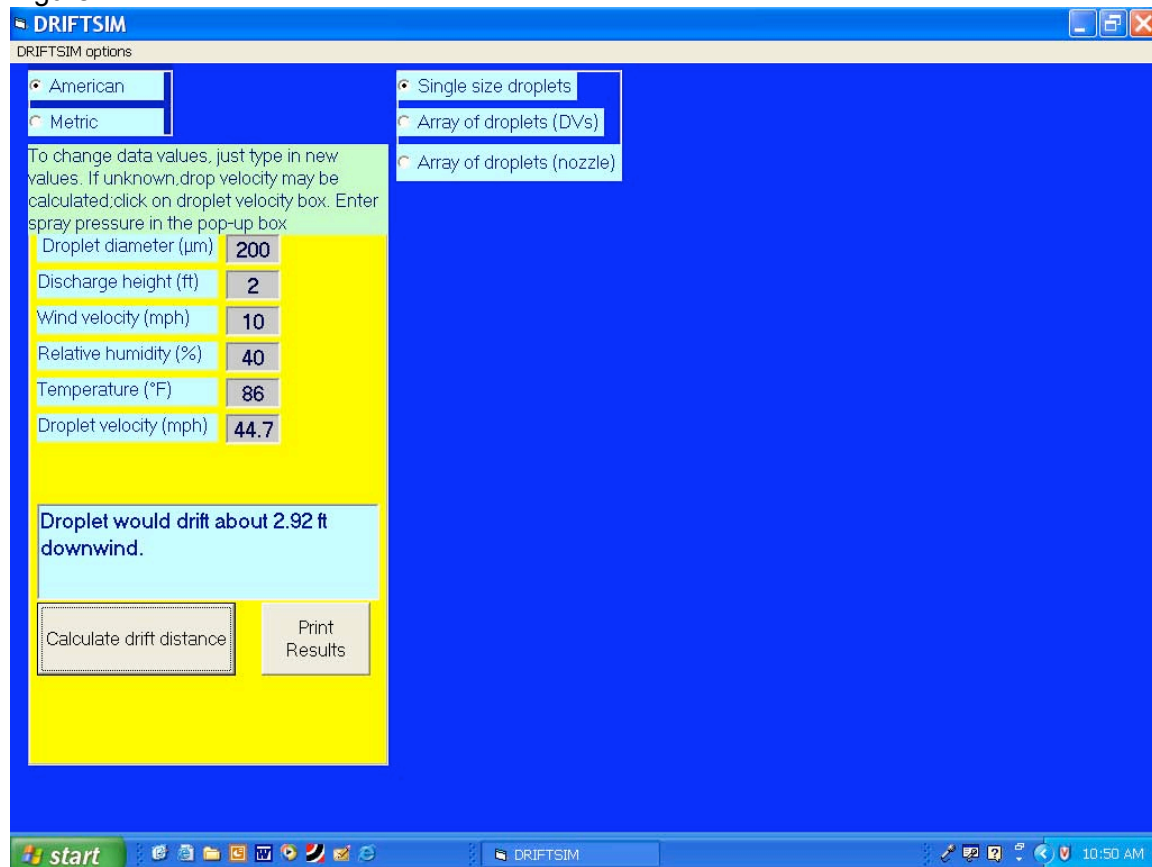 DRIFTSIM
DRIFTSIM options
American
Metric
Single size droplets
Array of droplets (DVs)
Array of droplets (nozzle)
To change data values, just type in new
values. If unknown,drop velocity may be
calculated;click on droplet velocity box. Enter
spray pressure in the pop-up box
Droplet diameter (µm) 200
Discharge height (ft) 2
Wind velocity (mph) 10
Relative humidity (%) 40
Temperature (°F) 86
Droplet velocity (mph) 44.7
Droplet would drift about 2.92 ft
downwind.
Calculate drift distance
Print
Results
start
DRIFTSIM
10:50 AM